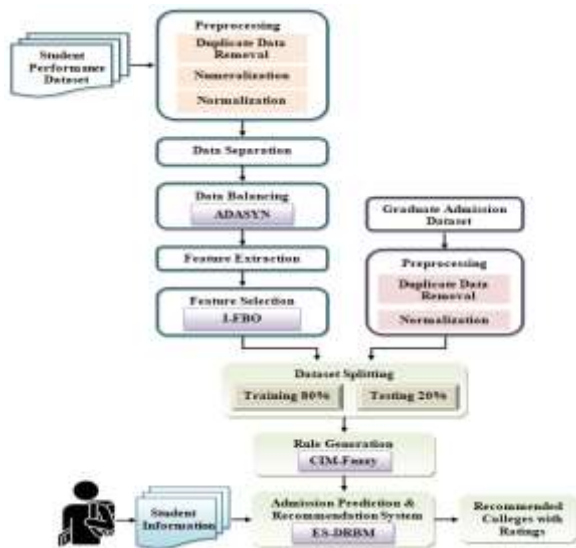 Preprocessing
Student
Performance
Dataset
Duplicate Data
Removal
Numeralization
Normalization
Data Separation
Data Balancing
ADASYN
Graduate Admission
Dataset
Feature Extraction
Preprocessing
Duplicate Data
Removal
Normalization
Feature Selection
I-FBO
Dataset Splitting
Training 80%
Testing 20%
Rule Generation
CIM-Fuzzy
Student
Information
Admission Prediction &
Recommendation System
ES-DRBM
Recommended
Colleges with
Ratings